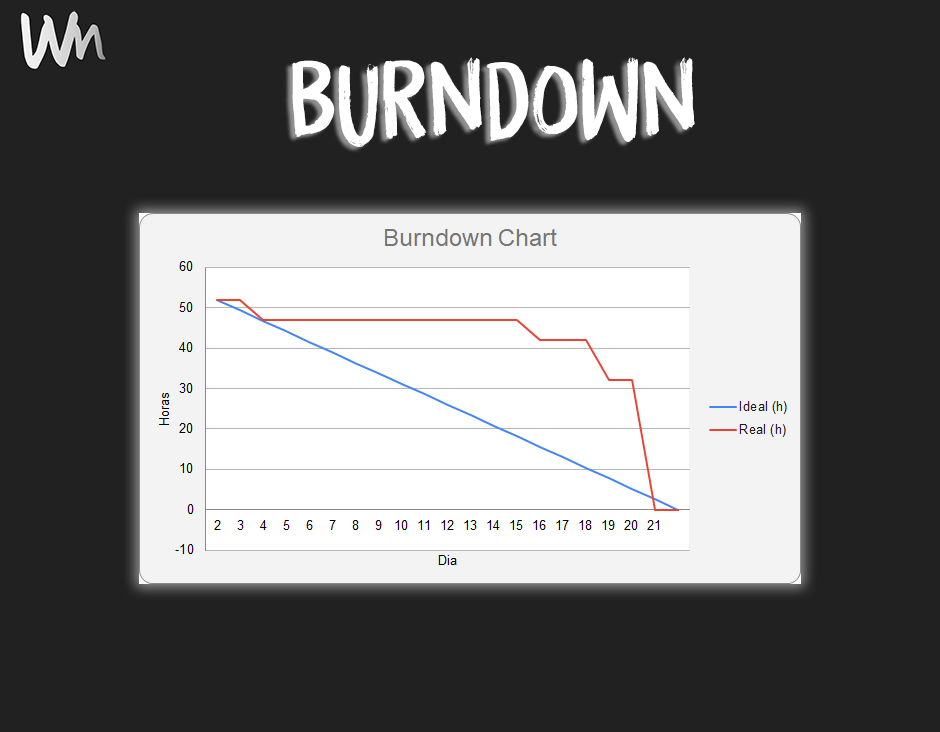 Wn
BURNDOWN
Burndown Chart
60
50
40
30
20
10
0
-10
Horas
2 3 4 5 6 7 8 9 10 11 12 13 14 15 16 17 18 19 20 21
Dia
Ideal (h)
Real (h)